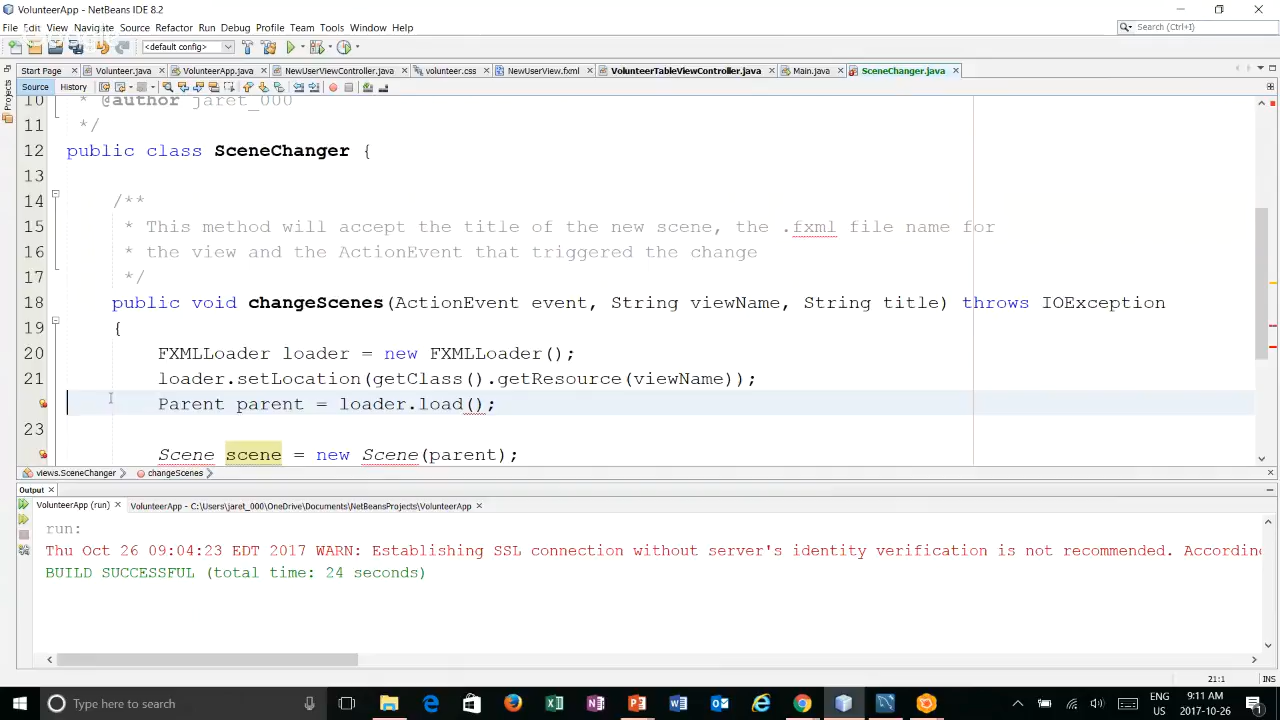 VolunteerApp - NetBeans IDE 8.2
File Edit View Navigate Source Refactor Run Debug Profile Team Tools Window Help
Search (Ctrl+I)
<default config>
Start Page Volunteer.java VolunteerApp.java NewUserViewController.java volunteer.css NewUserView.fxml VolunteerTableViewController.java Main.java SceneChanger.java
Projects
Source History
10 * @author jaret_000
11 */
12 public class SceneChanger {
13
14 /**
15 * This method will accept the title of the new scene, the .fxml file name for
16 * the view and the ActionEvent that triggered the change
17 */
18 public void changeScenes(ActionEvent event, String viewName, String title) throws IOException
19 {
20 FXMLLoader loader = new FXMLLoader();
21 loader.setLocation(getClass().getResource(viewName));
Parent parent = loader.load();
23
Scene scene = new Scene(parent);
views.SceneChanger changeScenes
Output
VolunteerApp (run) VolunteerApp - C:\Users\jaret_000\OneDrive\Documents\NetBeansProjects\VolunteerApp
run:
Thu Oct 26 09:04:23 EDT 2017 WARN: Establishing SSL connection without server's identity verification is not recommended. According
BUILD SUCCESSFUL (total time: 24 seconds)
21:1 INS
Type here to search
ENG
US
9:11 AM
2017-10-26